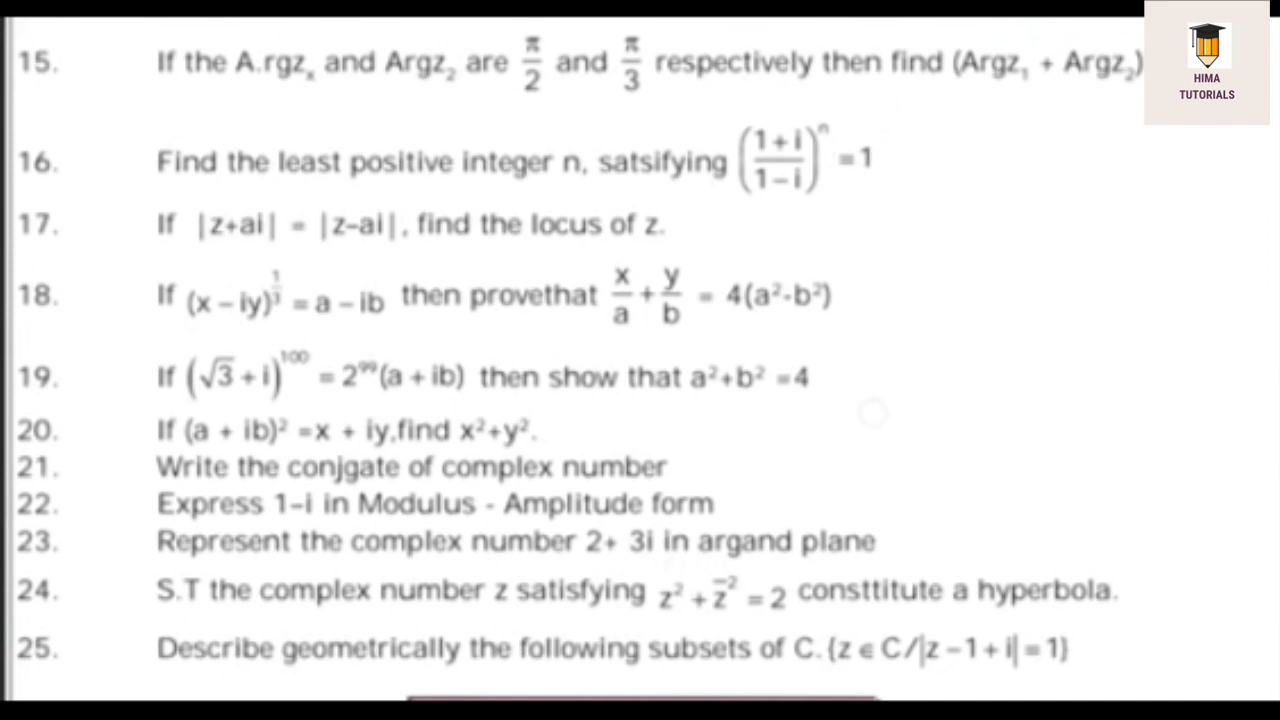 15. If the A.rgzₓ and Argz₂ are π/2 and π/3 respectively then find (Argz₁ + Argz₂)
HIMA
TUTORIALS
16. Find the least positive integer n, satsifying ((1+i)/(1−i))ⁿ = 1
17. If |z+ai| = |z−ai|, find the locus of z.
18. If (x − iy)^(1/3) = a − ib then provethat x/a + y/b = 4(a²-b²)
19. If (√3 + i)^100 = 2^99 (a + ib) then show that a²+b² =4
20. If (a + ib)² =x + iy,find x²+y².
21. Write the conjgate of complex number
22. Express 1−i in Modulus - Amplitude form
23. Represent the complex number 2+ 3i in argand plane
24. S.T the complex number z satisfying z² + z̄² = 2 consttitute a hyperbola.
25. Describe geometrically the following subsets of C. {z ∈ C/|z −1 + i| = 1}